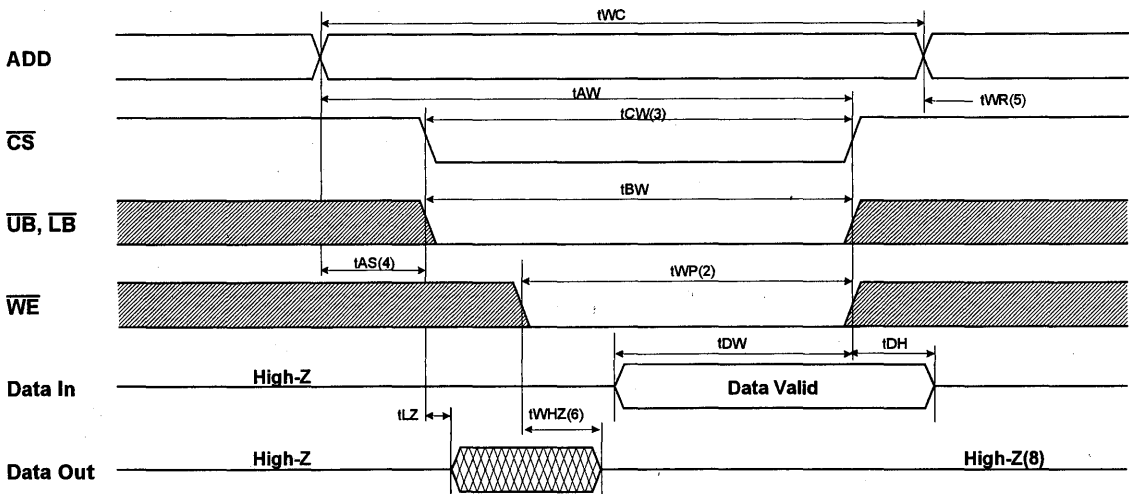 tWC
ADD
tAW
tWR(5)
tCW(3)
CS
tBW
UB, LB
tAS(4)
tWP(2)
WE
tDW
tDH
High-Z
Data In
Data Valid
tLZ
tWHZ(6)
High-Z
High-Z(8)
Data Out